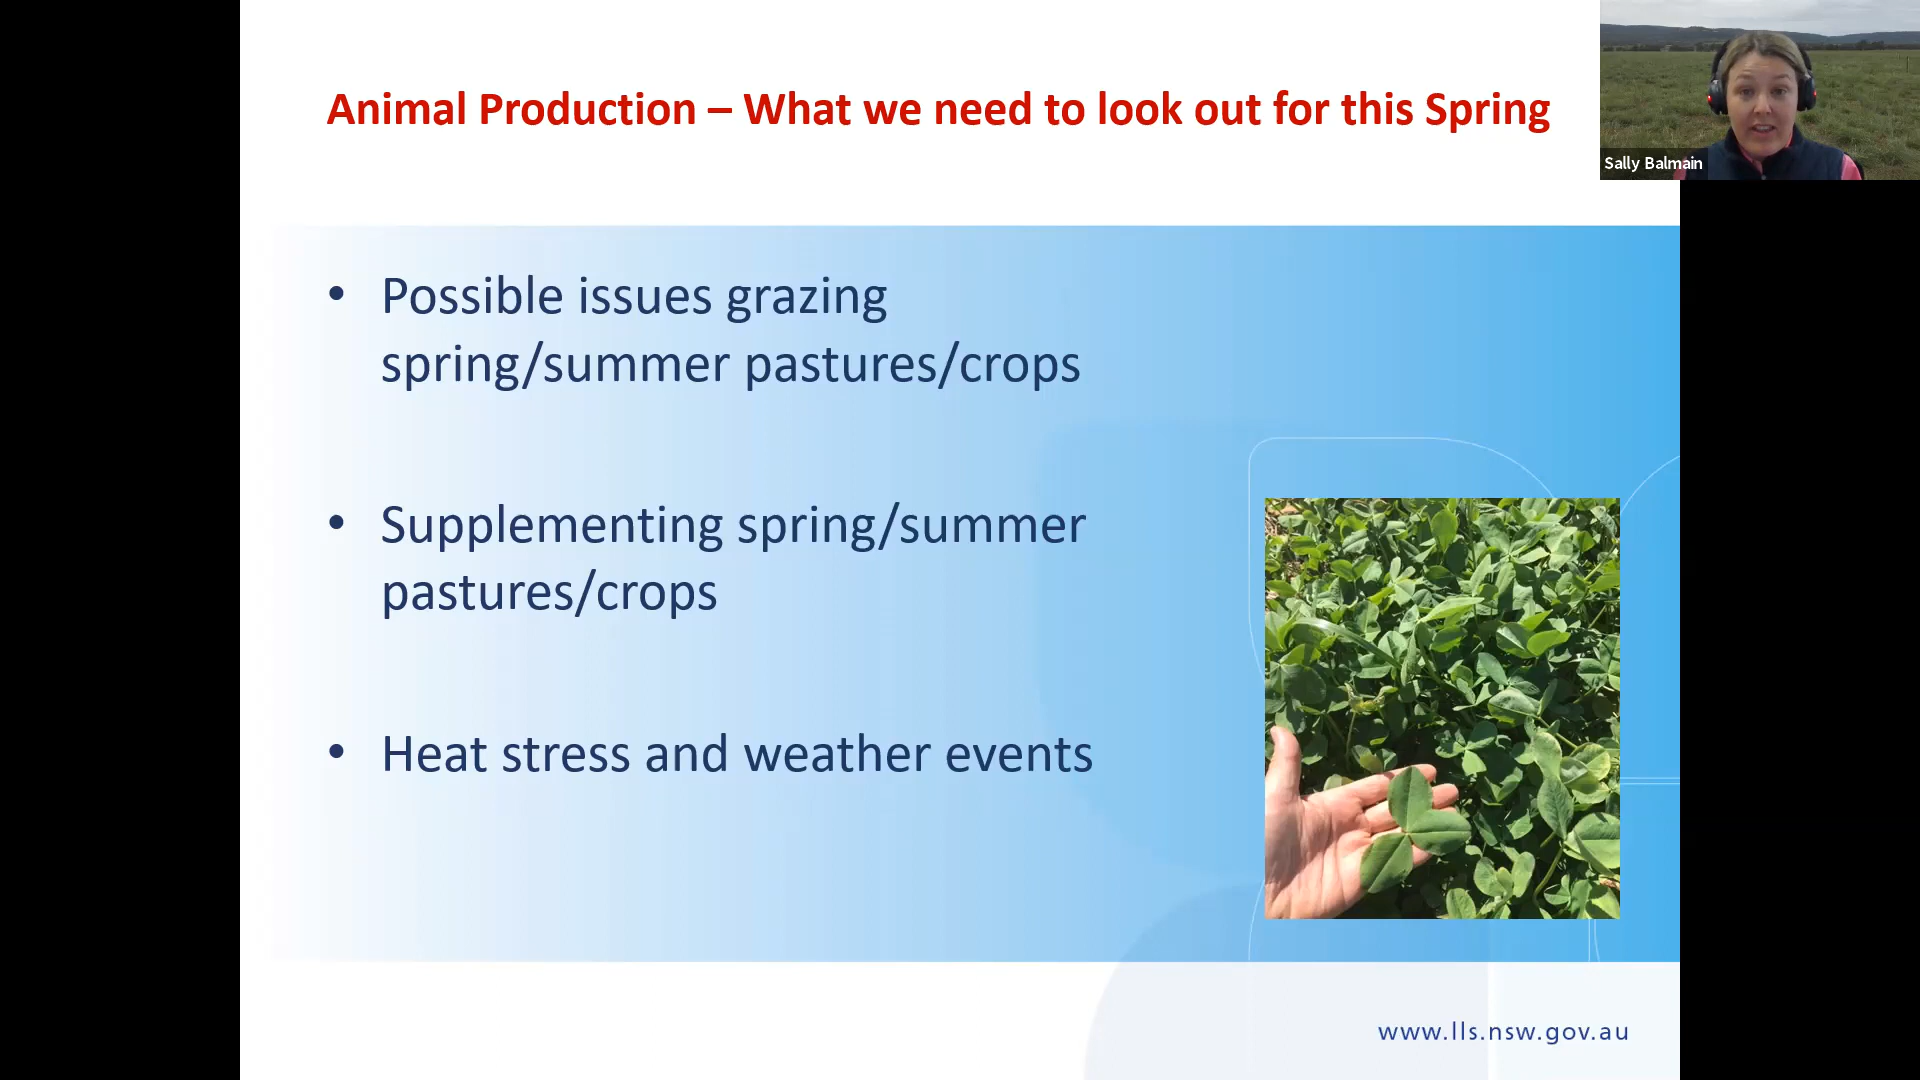 Animal Production – What we need to look out for this Spring
Sally Balmain
• Possible issues grazing
spring/summer pastures/crops
• Supplementing spring/summer
pastures/crops
• Heat stress and weather events
www.lls.nsw.gov.au